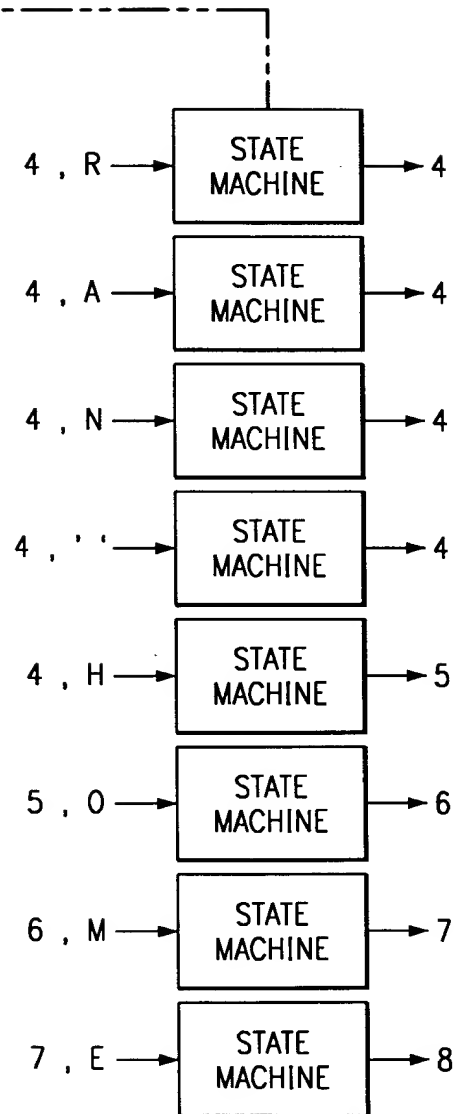 4 , R STATE MACHINE 4
4 , A STATE MACHINE 4
4 , N STATE MACHINE 4
4 , ' ' STATE MACHINE 4
4 , H STATE MACHINE 5
5 , O STATE MACHINE 6
6 , M STATE MACHINE 7
7 , E STATE MACHINE 8